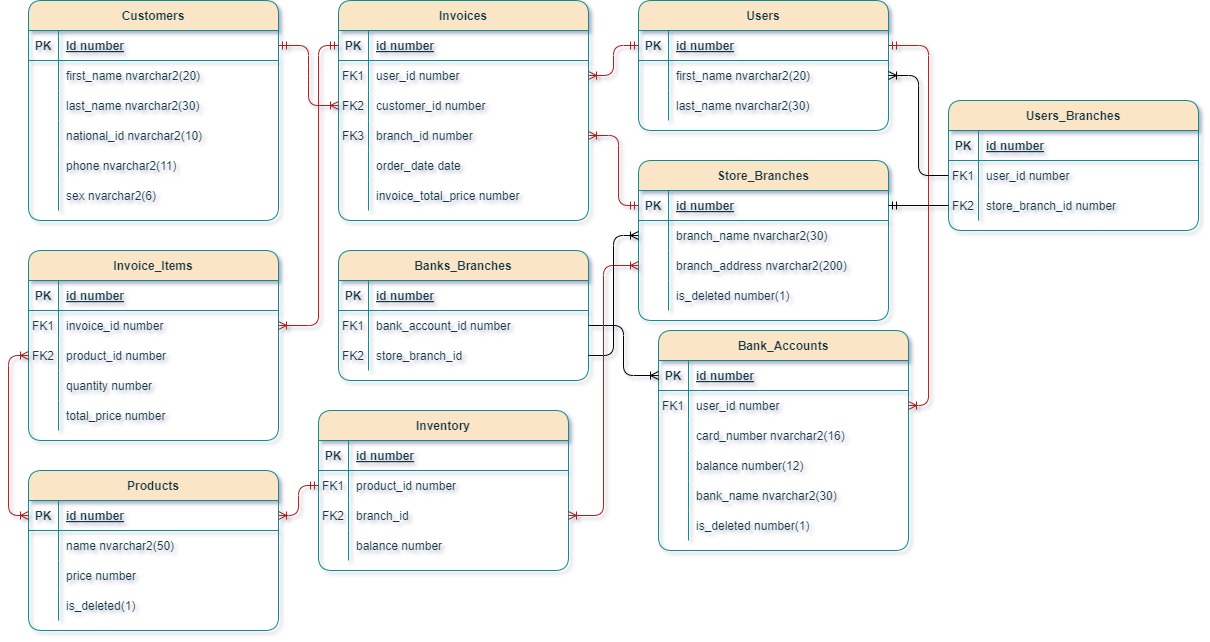 Customers
PK Id number
first_name nvarchar2(20)
last_name nvarchar2(30)
national_id nvarchar2(10)
phone nvarchar2(11)
sex nvarchar2(6)
Invoices
PK id number
FK1 user_id number
FK2 customer_id number
FK3 branch_id number
order_date date
invoice_total_price number
Users
PK id number
first_name nvarchar2(20)
last_name nvarchar2(30)
Users_Branches
PK id number
FK1 user_id number
FK2 store_branch_id number
Store_Branches
PK id number
branch_name nvarchar2(30)
branch_address nvarchar2(200)
is_deleted number(1)
Invoice_Items
PK id number
FK1 invoice_id number
FK2 product_id number
quantity number
total_price number
Banks_Branches
PK id number
FK1 bank_account_id number
FK2 store_branch_id
Bank_Accounts
PK id number
FK1 user_id number
card_number nvarchar2(16)
balance number(12)
bank_name nvarchar2(30)
is_deleted number(1)
Inventory
PK id number
FK1 product_id number
FK2 branch_id
balance number
Products
PK id number
name nvarchar2(50)
price number
is_deleted(1)